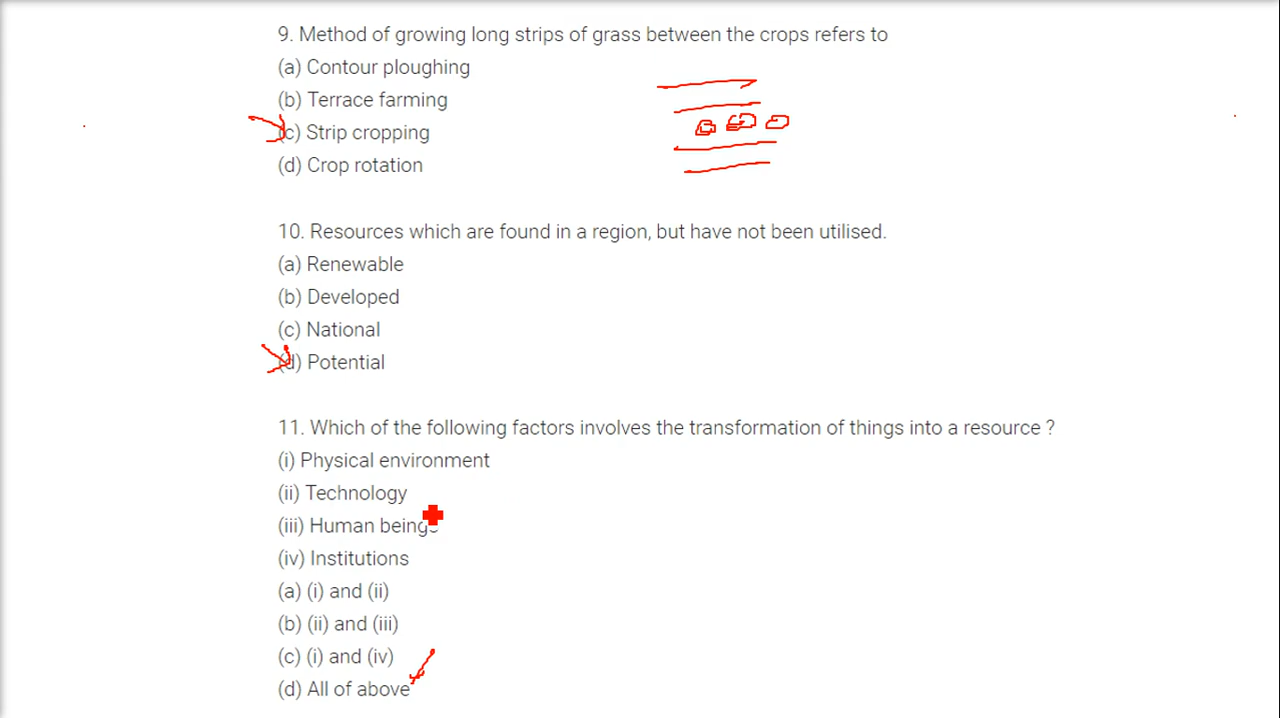 9. Method of growing long strips of grass between the crops refers to
(a) Contour ploughing
(b) Terrace farming
(c) Strip cropping
(d) Crop rotation
10. Resources which are found in a region, but have not been utilised.
(a) Renewable
(b) Developed
(c) National
(d) Potential
11. Which of the following factors involves the transformation of things into a resource ?
(i) Physical environment
(ii) Technology
(iii) Human beings
(iv) Institutions
(a) (i) and (ii)
(b) (ii) and (iii)
(c) (i) and (iv)
(d) All of above